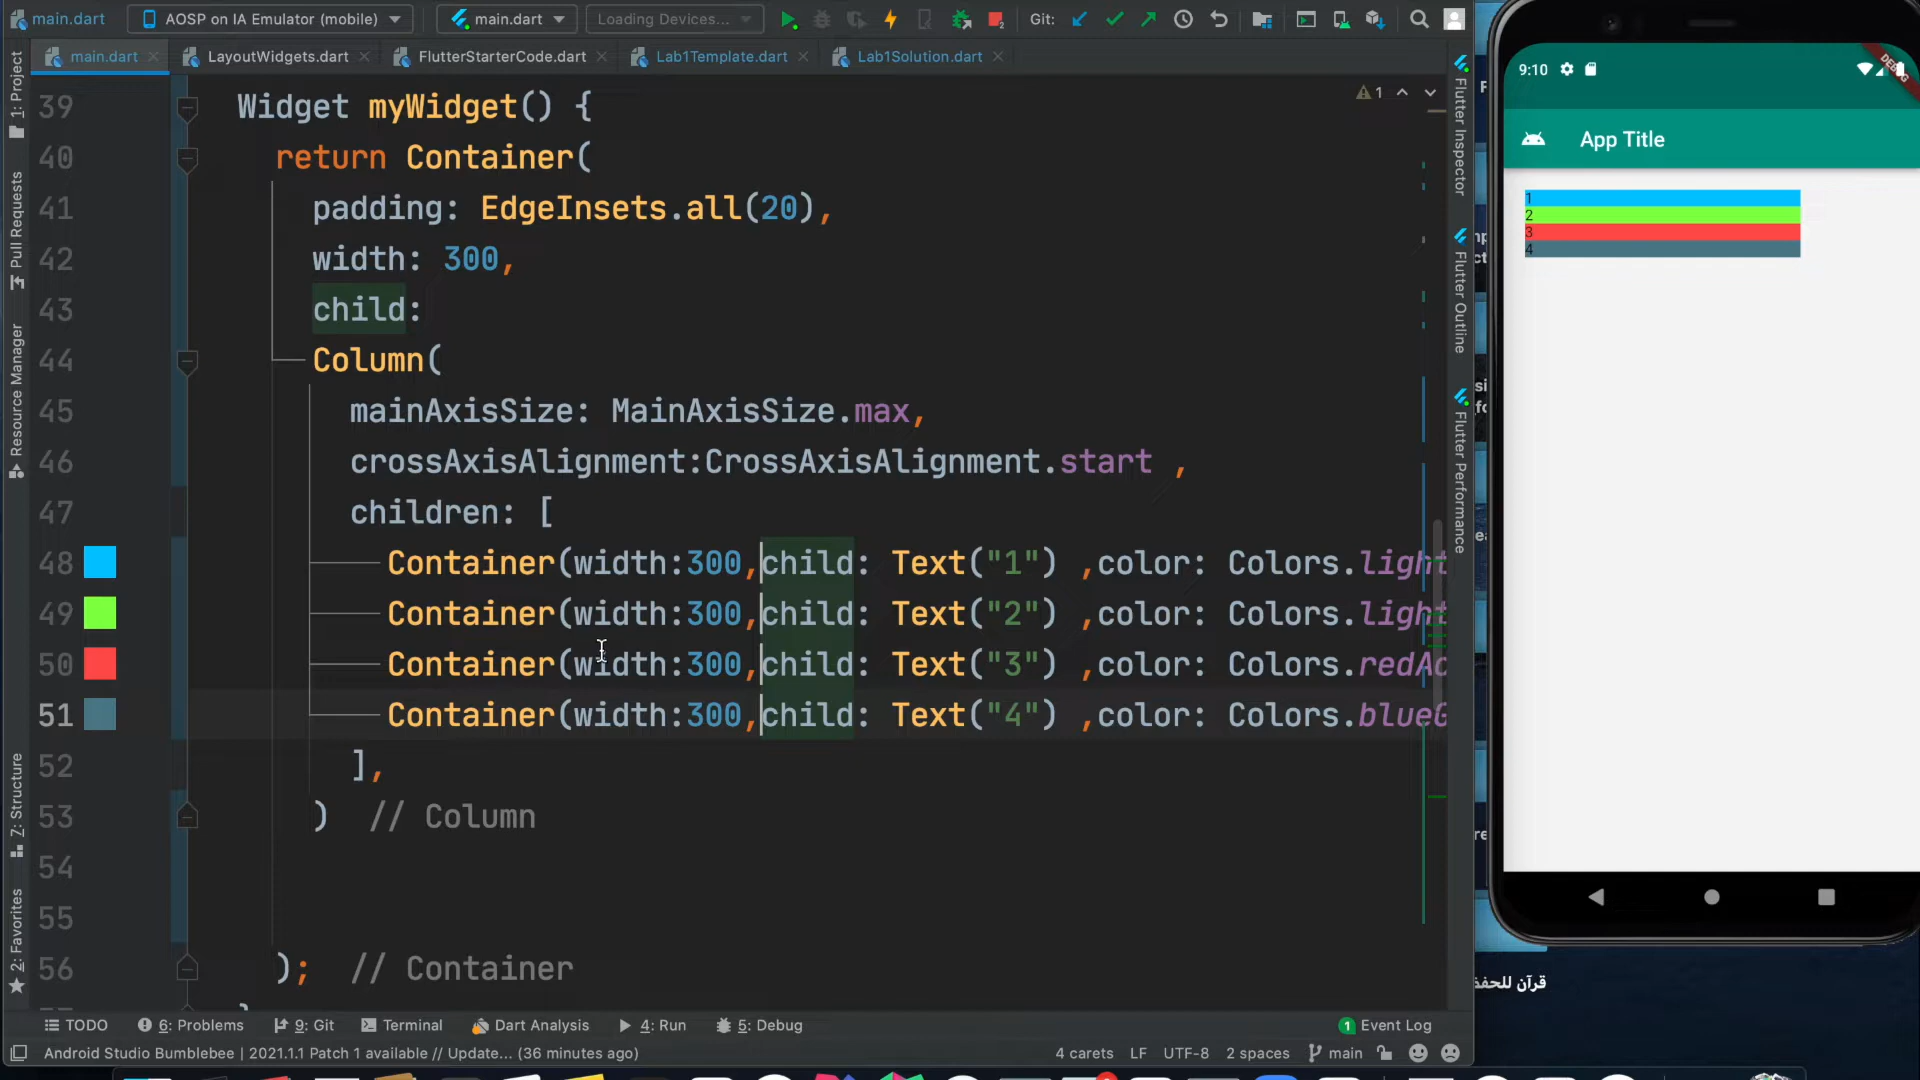 main.dart
AOSP on IA Emulator (mobile)
main.dart
Loading Devices...
Git:
main.dart
LayoutWidgets.dart
FlutterStarterCode.dart
Lab1Template.dart
Lab1Solution.dart
1: Project
Pull Requests
Resource Manager
7: Structure
2: Favorites
1
39 Widget myWidget() {
40 return Container(
41 padding: EdgeInsets.all(20),
42 width: 300,
43 child:
44 Column(
45 mainAxisSize: MainAxisSize.max,
46 crossAxisAlignment:CrossAxisAlignment.start ,
47 children: [
48 Container(width:300,child: Text("1") ,color: Colors.light
49 Container(width:300,child: Text("2") ,color: Colors.light
50 Container(width:300,child: Text("3") ,color: Colors.redAc
51 Container(width:300,child: Text("4") ,color: Colors.blueG
52 ],
53 ) // Column
54
55
56 ); // Container
Flutter Inspector
Flutter Outline
Flutter Performance
9:10
DEBUG
App Title
1
2
3
4
قرآن للحفظ
TODO
6: Problems
9: Git
Terminal
Dart Analysis
4: Run
5: Debug
1 Event Log
Android Studio Bumblebee | 2021.1.1 Patch 1 available // Update... (36 minutes ago)
4 carets
LF
UTF-8
2 spaces
main